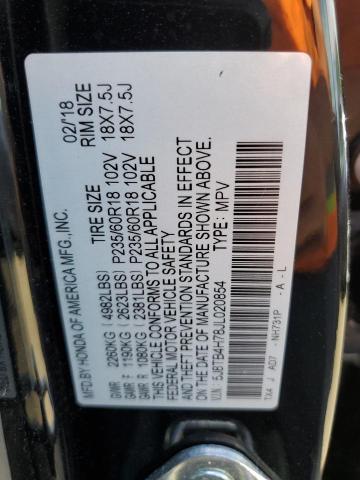 MFD.BY HONDA OF AMERICA MFG.,INC. 02/18
TIRE SIZE RIM SIZE
GVWR 2260KG (4982LBS)
GAWR F 1190KG (2623LBS) P235/60R18 102V 18X7.5J
GAWR R 1080KG (2381LBS) P235/60R18 102V 18X7.5J
THIS VEHICLE CONFORMS TO ALL APPLICABLE
FEDERAL MOTOR VEHICLE SAFETY
AND THEFT PREVENTION STANDARDS IN EFFECT
ON THE DATE OF MANUFACTURE SHOWN ABOVE.
V.I.N: 5J8TB4H78JL020854 MPV
TX4 J AD7 - NH731P - A - L